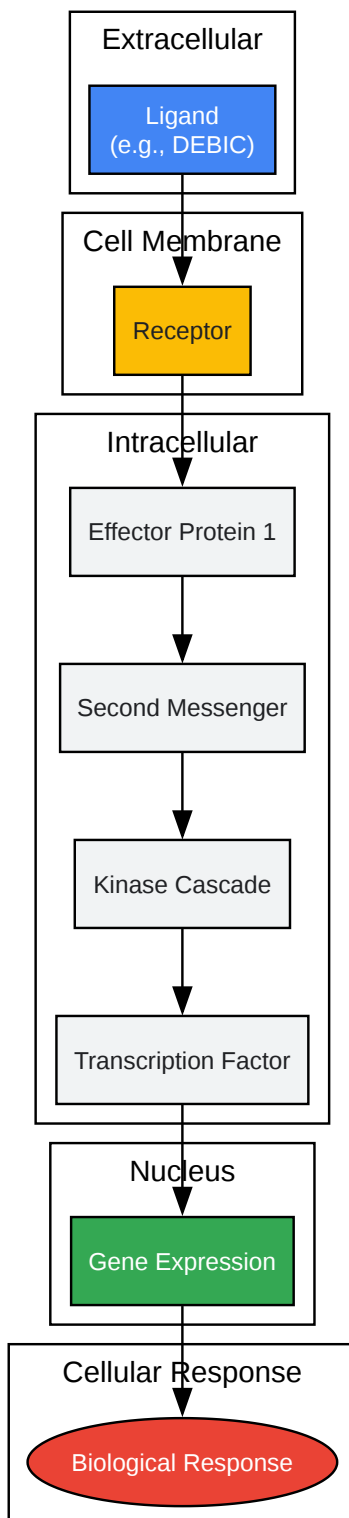 Extracellular
Ligand
(e.g., DEBIC)
Cell Membrane
Receptor
Intracellular
Effector Protein 1
Second Messenger
Kinase Cascade
Transcription Factor
Nucleus
Gene Expression
Cellular Response
Biological Response